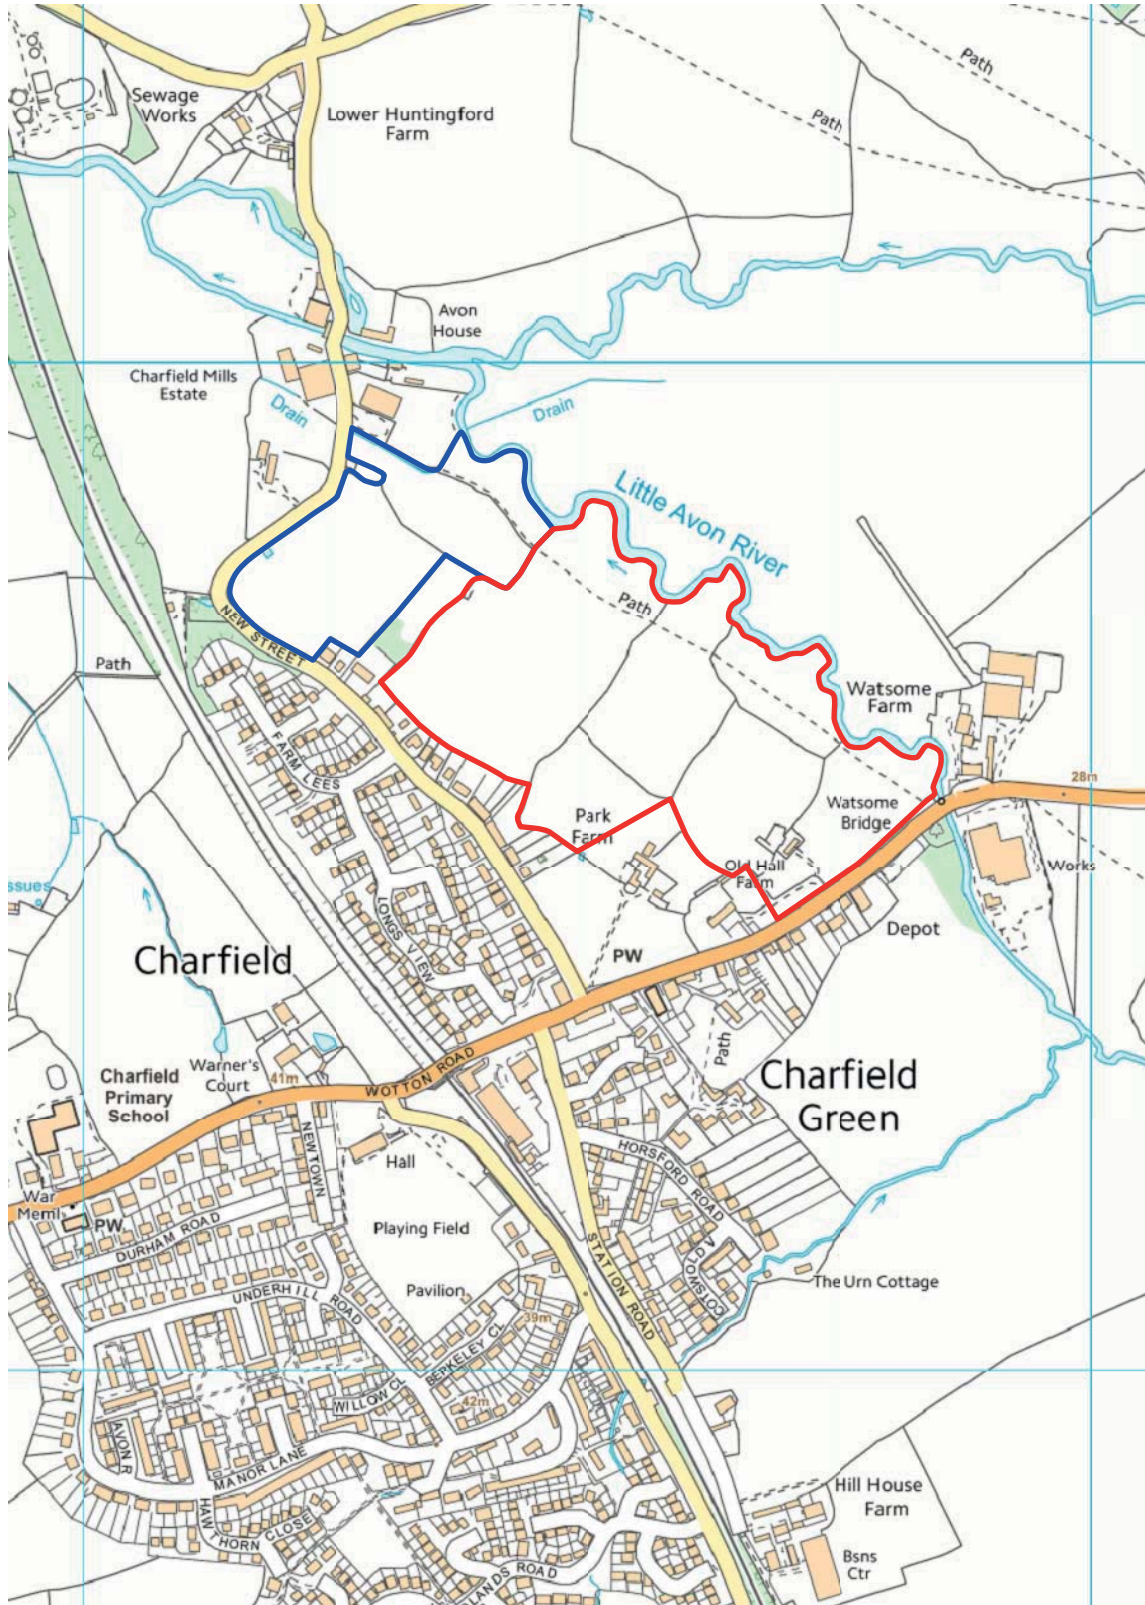 Path
Sewage
Works
Lower Huntingford
Farm
Path
Avon
House
Charfield Mills
Estate
Drain
Drain
Little Avon River
Path
NEW STREET
Path
Watsome
Farm
FARM LEES
28m
Park
Farm
Watsome
Bridge
Old Hall
Farm
Works
ssues
LONGS VIEW
Depot
Charfield
PW
Path
Warner's
Court
41m
WOTTON ROAD
Charfield
Primary
School
Charfield
Green
NEWTOWN
Hall
HORSFORD ROAD
War
Meml
PW
DURHAM ROAD
Playing Field
STATION ROAD
COTSWOLD V
The Urn Cottage
UNDERHILL ROAD
Pavilion
39m
BERKELEY CL
WILLOW CL
42m
AVON R
MANOR LANE
HAWTHORN CLOSE
Hill House
Farm
Bsns
Ctr
LANDS ROAD